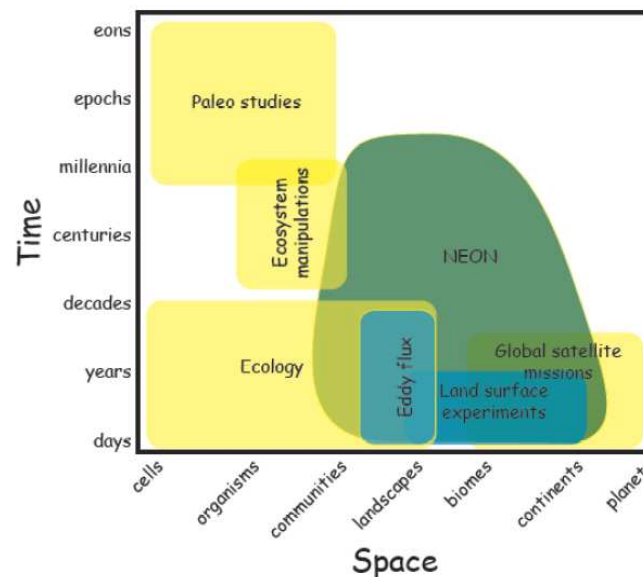 eons
epochs
millennia
centuries
decades
years
days
Time
Paleo studies
Ecosystem
manipulations
NEON
Ecology
Eddy flux
Global satellite
missions
Land surface
experiments
cells
organisms
communities
landscapes
biomes
continents
planet
Space